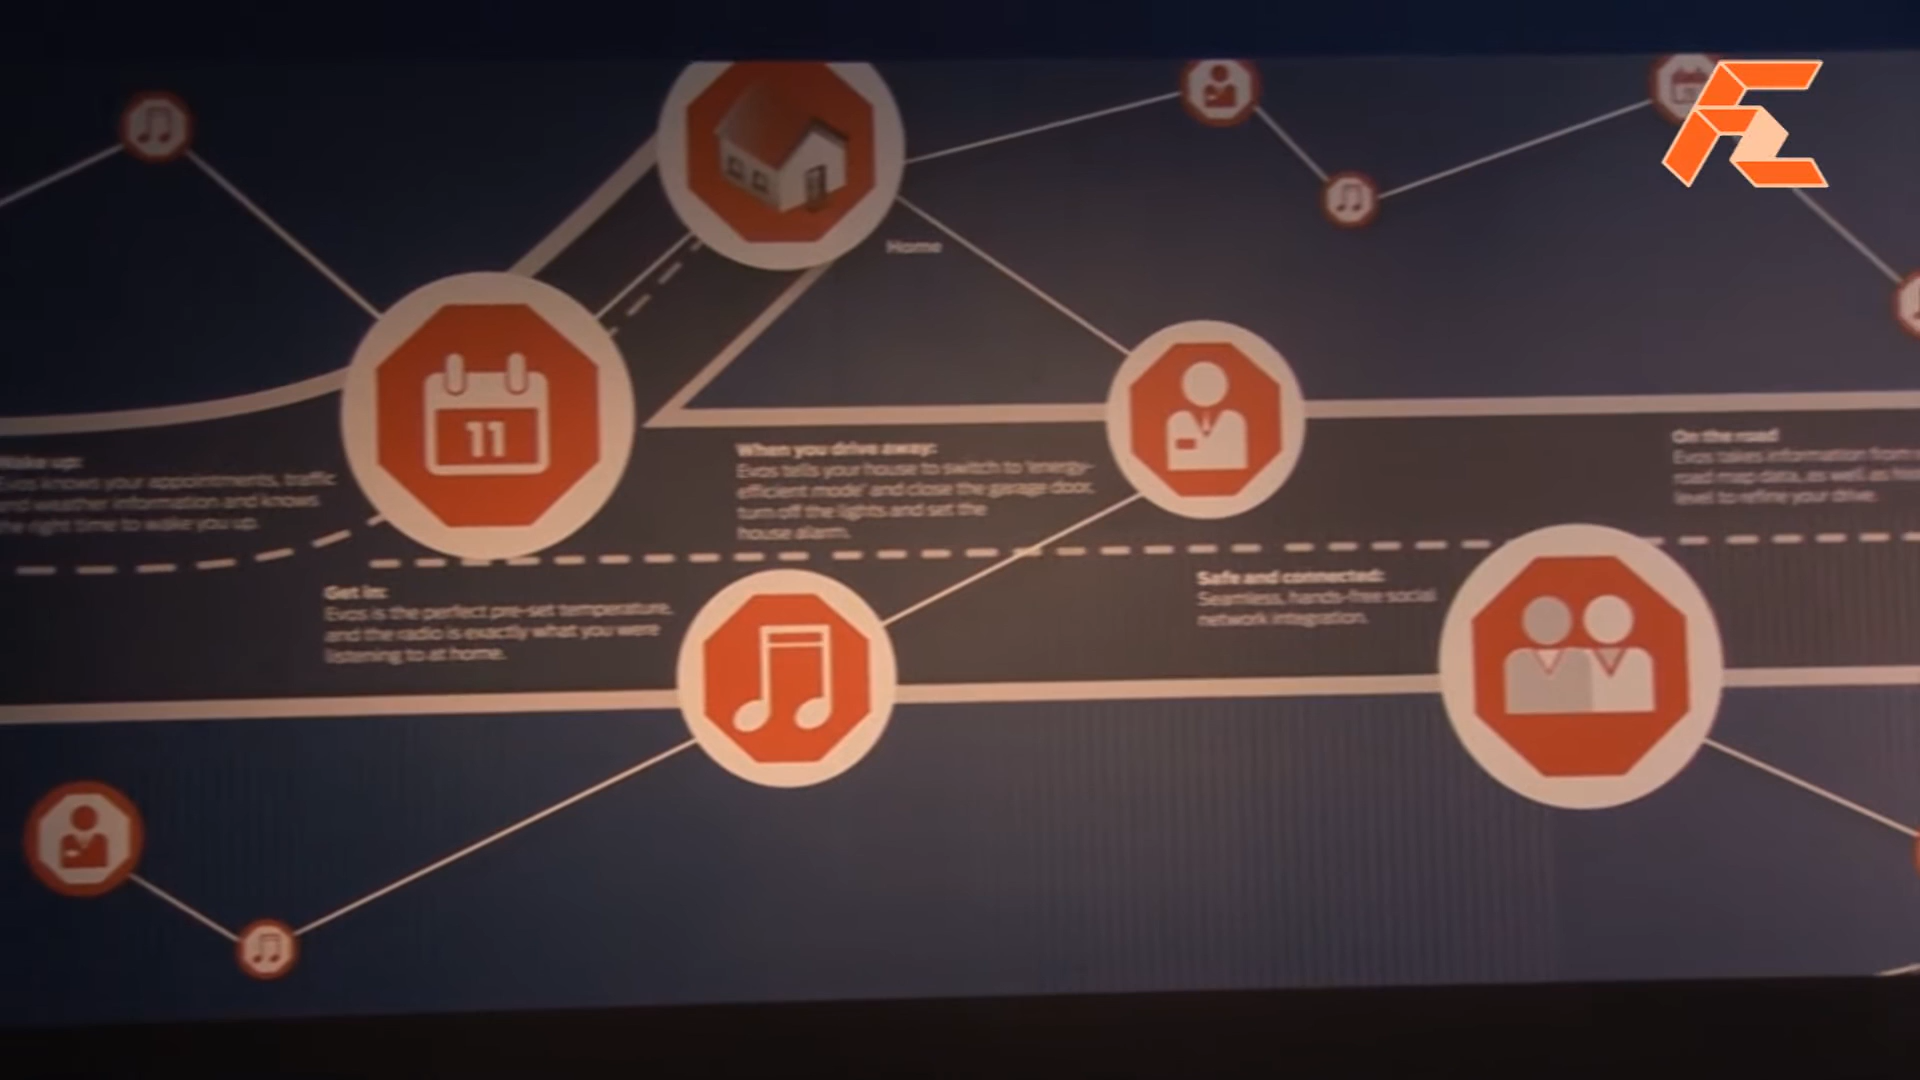 Home
11
Wake up:
Evos knows your appointments, traffic
and weather information and knows
the right time to wake you up.
When you drive away:
Evos tells your house to switch to 'energy-
efficient mode' and close the garage door,
turn off the lights and set the
house alarm.
On the road
Evos takes information from
road map data, as well as
level to refine your drive.
Get in:
Evos is the perfect pre-set temperature,
and the radio is exactly what you were
listening to at home.
Safe and connected:
Seamless, hands-free social
network integration.